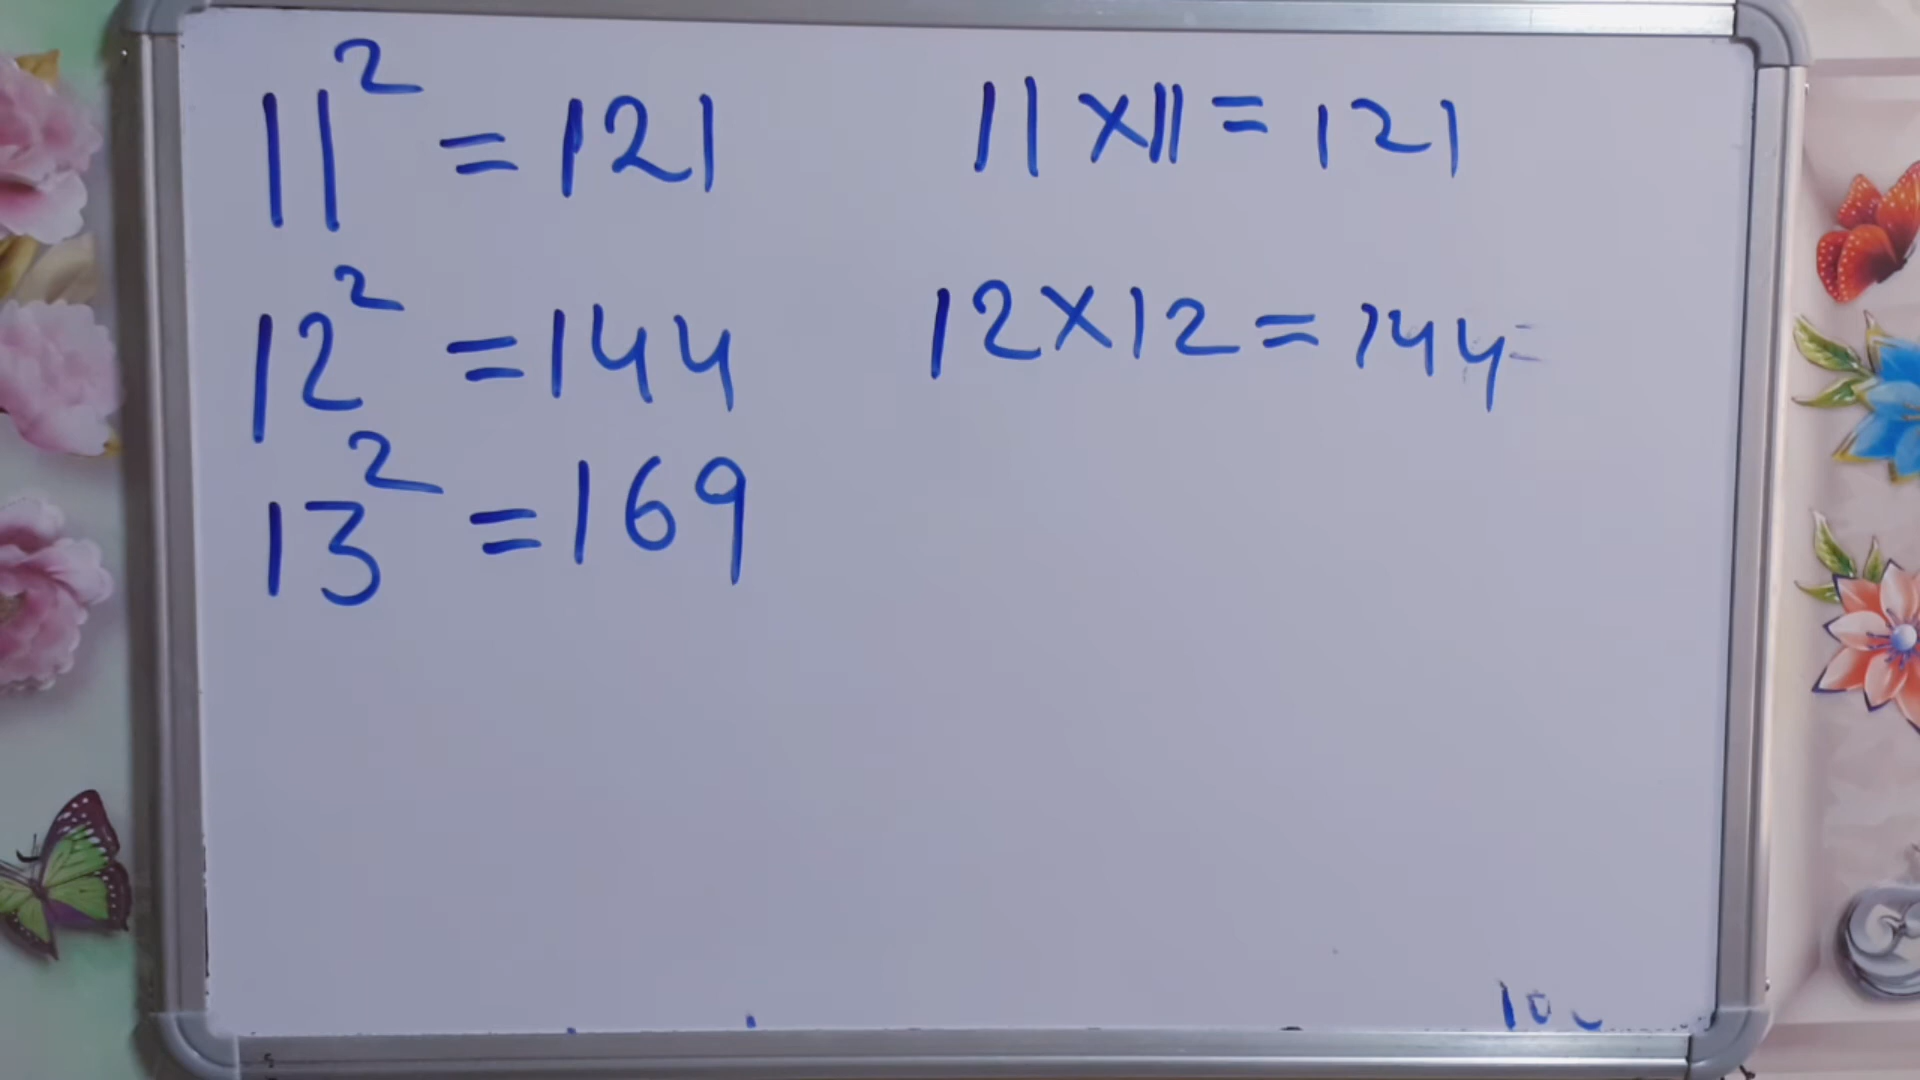 11² = 121 11 × 11 = 121
12² = 144 12 × 12 = 144
13² = 169